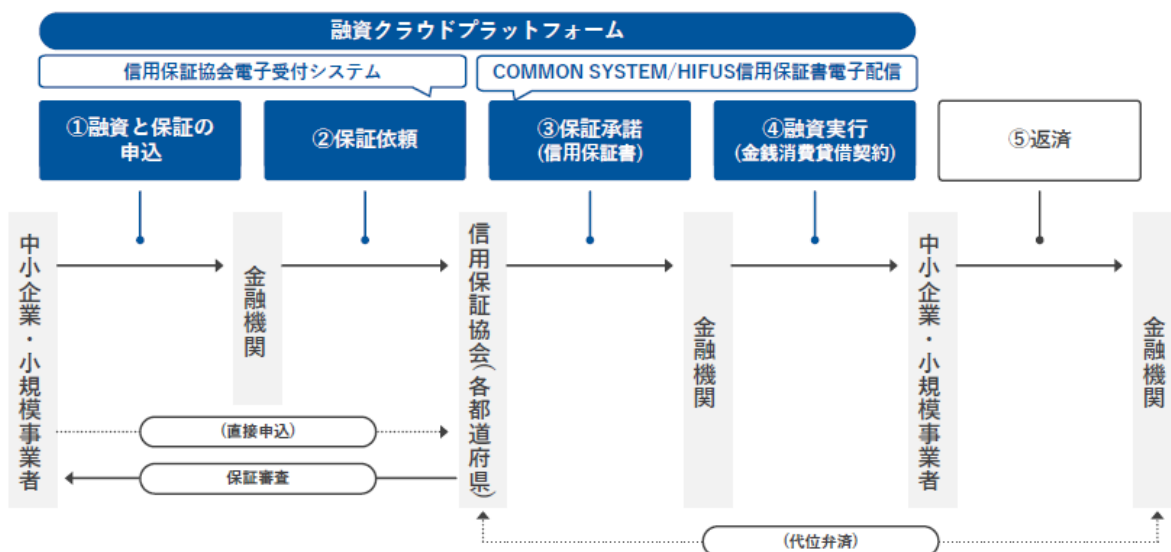 融資クラウドプラットフォーム
信用保証協会電子受付システム
COMMON SYSTEM/HIFUS信用保証書電子配信
①融資と保証の
申込
②保証依頼
③保証承諾
(信用保証書)
④融資実行
(金銭消費貸借契約)
⑤返済
中小企業・小規模事業者
金融機関
信用保証協会(各都道府県)
金融機関
中小企業・小規模事業者
金融機関
(直接申込)
保証審査
(代位弁済)